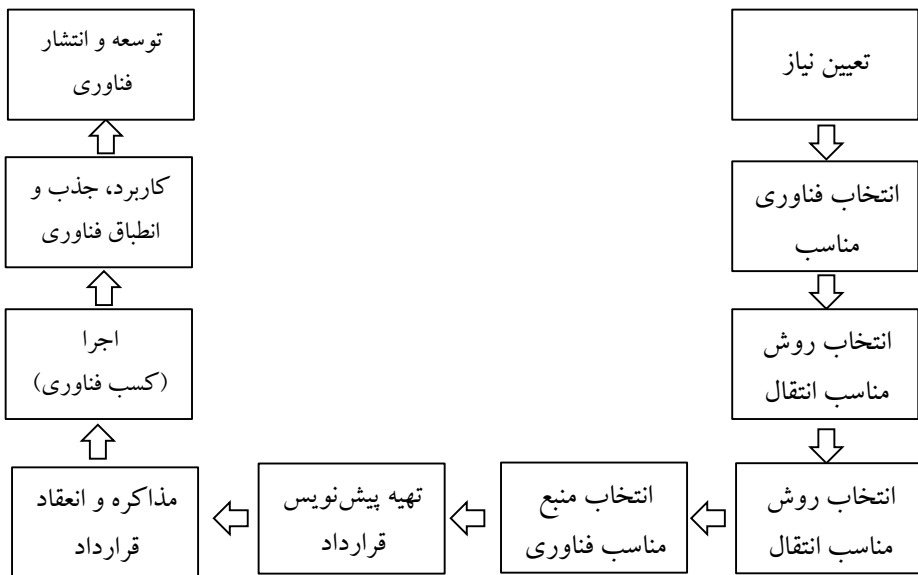 تعیین نیاز
انتخاب فناوری
مناسب
انتخاب روش
مناسب انتقال
انتخاب روش
مناسب انتقال
انتخاب منبع
مناسب فناوری
تهیه پیش‌نویس
قرارداد
مذاکره و انعقاد
قرارداد
اجرا
(کسب فناوری)
کاربرد، جذب و
انطباق فناوری
توسعه و انتشار
فناوری